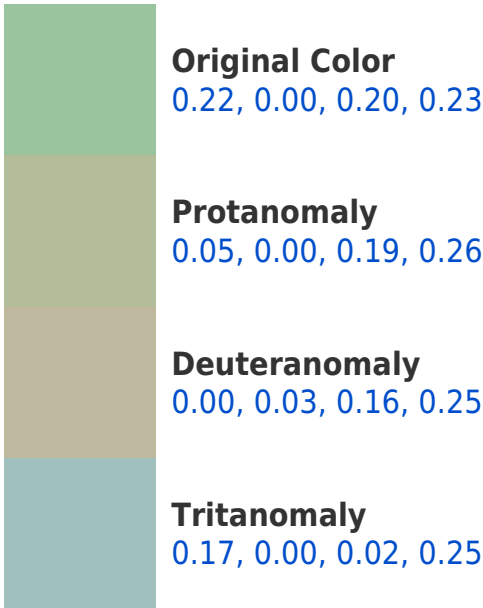 Original Color
0.22, 0.00, 0.20, 0.23
Protanomaly
0.05, 0.00, 0.19, 0.26
Deuteranomaly
0.00, 0.03, 0.16, 0.25
Tritanomaly
0.17, 0.00, 0.02, 0.25